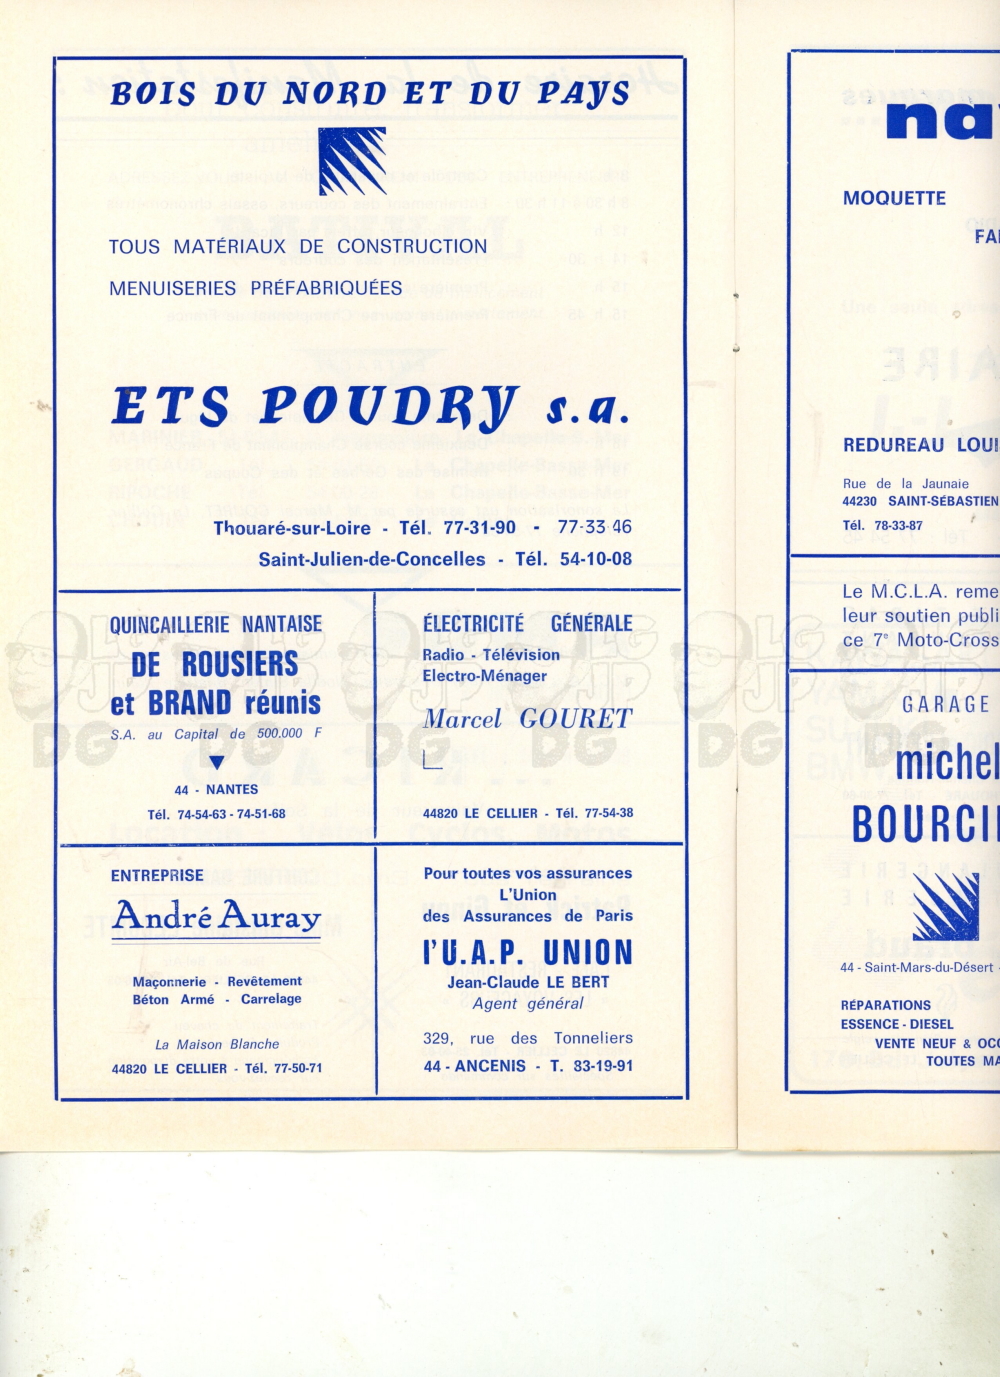 BOIS DU NORD ET DU PAYS
TOUS MATÉRIAUX DE CONSTRUCTION
MENUISERIES PRÉFABRIQUÉES
ETS POUDRY s.a.
Thouaré-sur-Loire - Tél. 77-31-90 - 77-33-46
Saint-Julien-de-Concelles - Tél. 54-10-08
QUINCAILLERIE NANTAISE
DE ROUSIERS
et BRAND réunis
S.A. au Capital de 500.000 F
44 - NANTES
Tél. 74-54-63 - 74-51-68
ÉLECTRICITÉ GÉNÉRALE
Radio - Télévision
Electro-Ménager
Marcel GOURET
44820 LE CELLIER - Tél. 77-54-38
ENTREPRISE
André Auray
Maçonnerie - Revêtement
Béton Armé - Carrelage
La Maison Blanche
44820 LE CELLIER - Tél. 77-50-71
Pour toutes vos assurances
L'Union
des Assurances de Paris
l'U.A.P. UNION
Jean-Claude LE BERT
Agent général
329, rue des Tonneliers
44 - ANCENIS - T. 83-19-91
na
MOQUETTE
FA
REDUREAU LOUI
Rue de la Jaunaie
44230 SAINT-SÉBASTIEN
Tél. 78-33-87
Le M.C.L.A. reme
leur soutien publi
ce 7e Moto-Cross
GARAGE
michel
BOURCI
44 - Saint-Mars-du-Désert -
RÉPARATIONS
ESSENCE - DIESEL
VENTE NEUF & OCC
TOUTES MA
LG
JP
DG